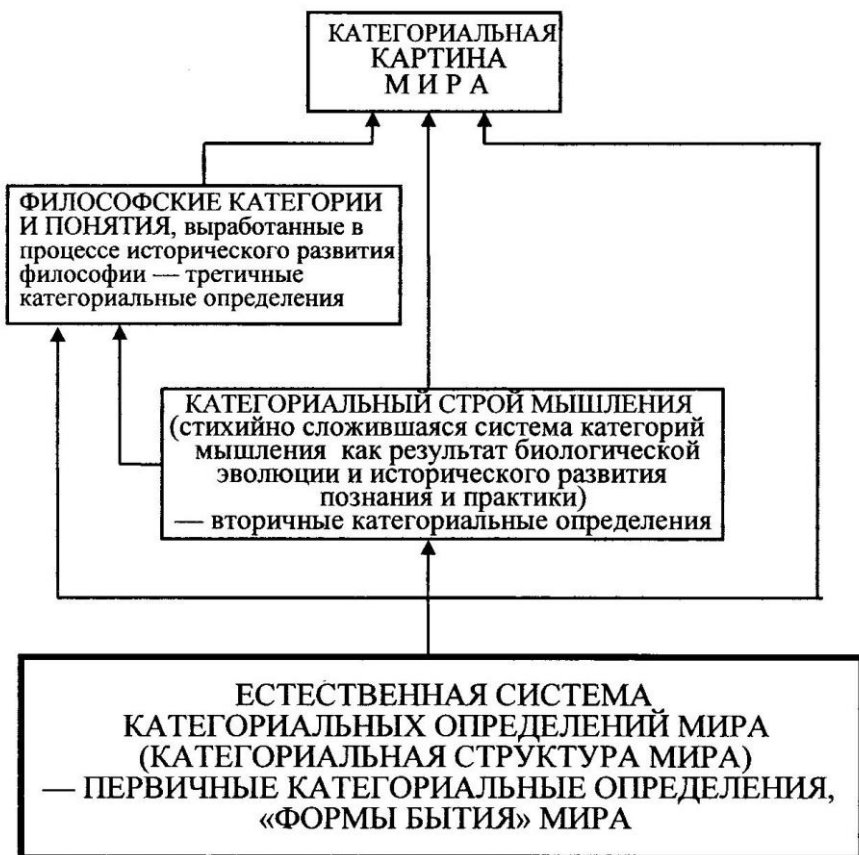 КАТЕГОРИАЛЬНАЯ
КАРТИНА
М И Р А
ФИЛОСОФСКИЕ КАТЕГОРИИ
И ПОНЯТИЯ, выработанные в
процессе исторического развития
философии — третичные
категориальные определения
КАТЕГОРИАЛЬНЫЙ СТРОЙ МЫШЛЕНИЯ
(стихийно сложившаяся система категорий
мышления как результат биологической
эволюции и исторического развития
познания и практики)
— вторичные категориальные определения
ЕСТЕСТВЕННАЯ СИСТЕМА
КАТЕГОРИАЛЬНЫХ ОПРЕДЕЛЕНИЙ МИРА
(КАТЕГОРИАЛЬНАЯ СТРУКТУРА МИРА)
— ПЕРВИЧНЫЕ КАТЕГОРИАЛЬНЫЕ ОПРЕДЕЛЕНИЯ,
«ФОРМЫ БЫТИЯ» МИРА